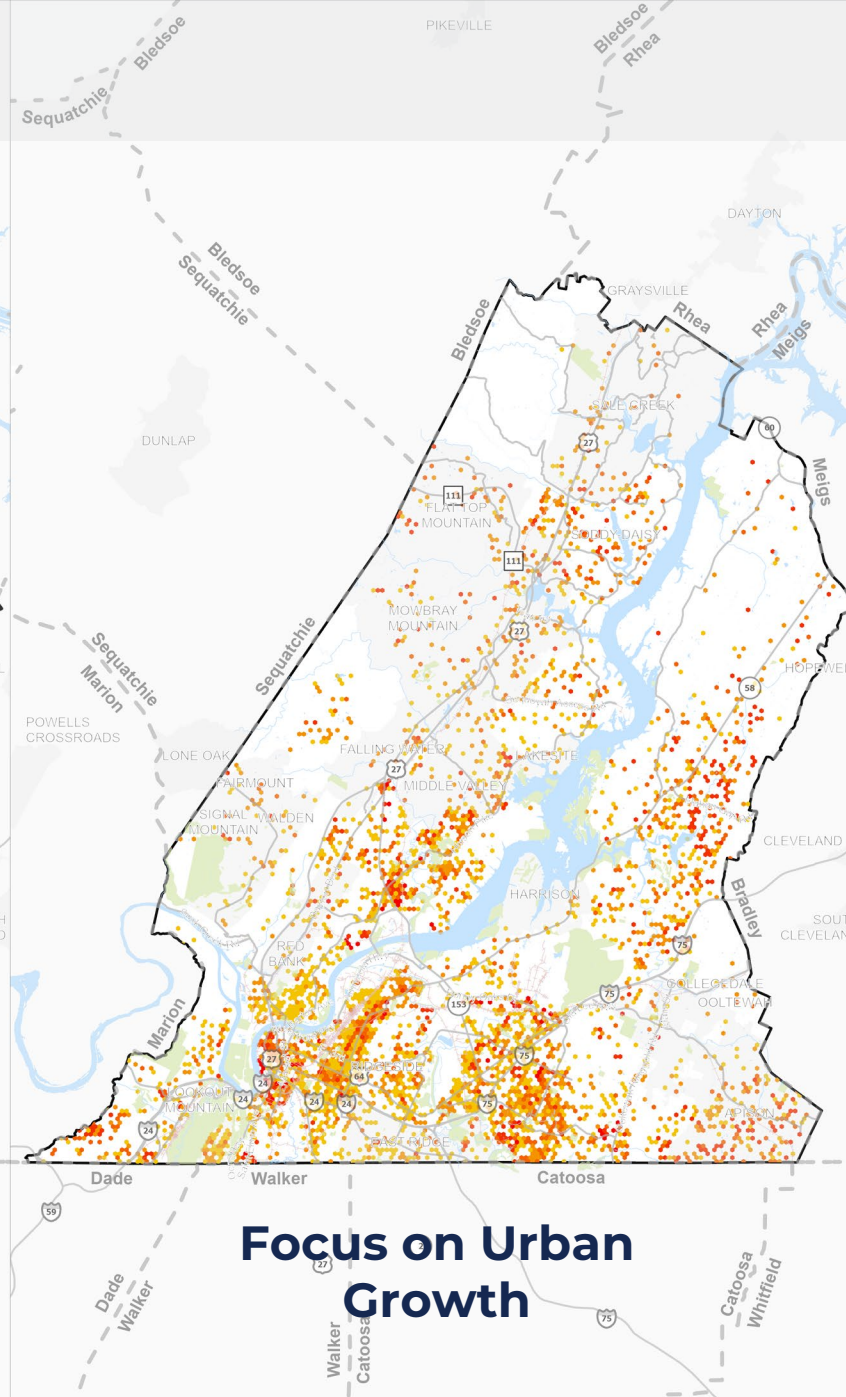 PIKEVILLE
Bledsoe
Bledsoe
Rhea
Sequatchie
DAYTON
Bledsoe
Sequatchie
GRAYSVILLE
Bledsoe
Rhea
Rhea
Meigs
SALE CREEK
60
DUNLAP
27
Meigs
111
FLAT TOP
MOUNTAIN
SODDY-DAISY
111
MOWBRAY
MOUNTAIN
27
Sequatchie
Sequatchie
Marion
58
POWELLS
CROSSROADS
LONE OAK
FALLING WATER
LAKESITE
27
FAIRMOUNT
MIDDLE VALLEY
SIGNAL
MOUNTAIN
WALDEN
CLEVELAND
HARRISON
Bradley
RED
BANK
75
COLLEGEDALE
OOLTEWAH
75
153
Marion
27
75
RIDGESIDE
64
24
24
24
24
75
LOOKOUT
MOUNTAIN
APISON
24
EAST RIDGE
Dade
Walker
Catoosa
59
Focus on Urban
Growth
27
Dade
Walker
Walker
Catoosa
Catoosa
Whitfield
75